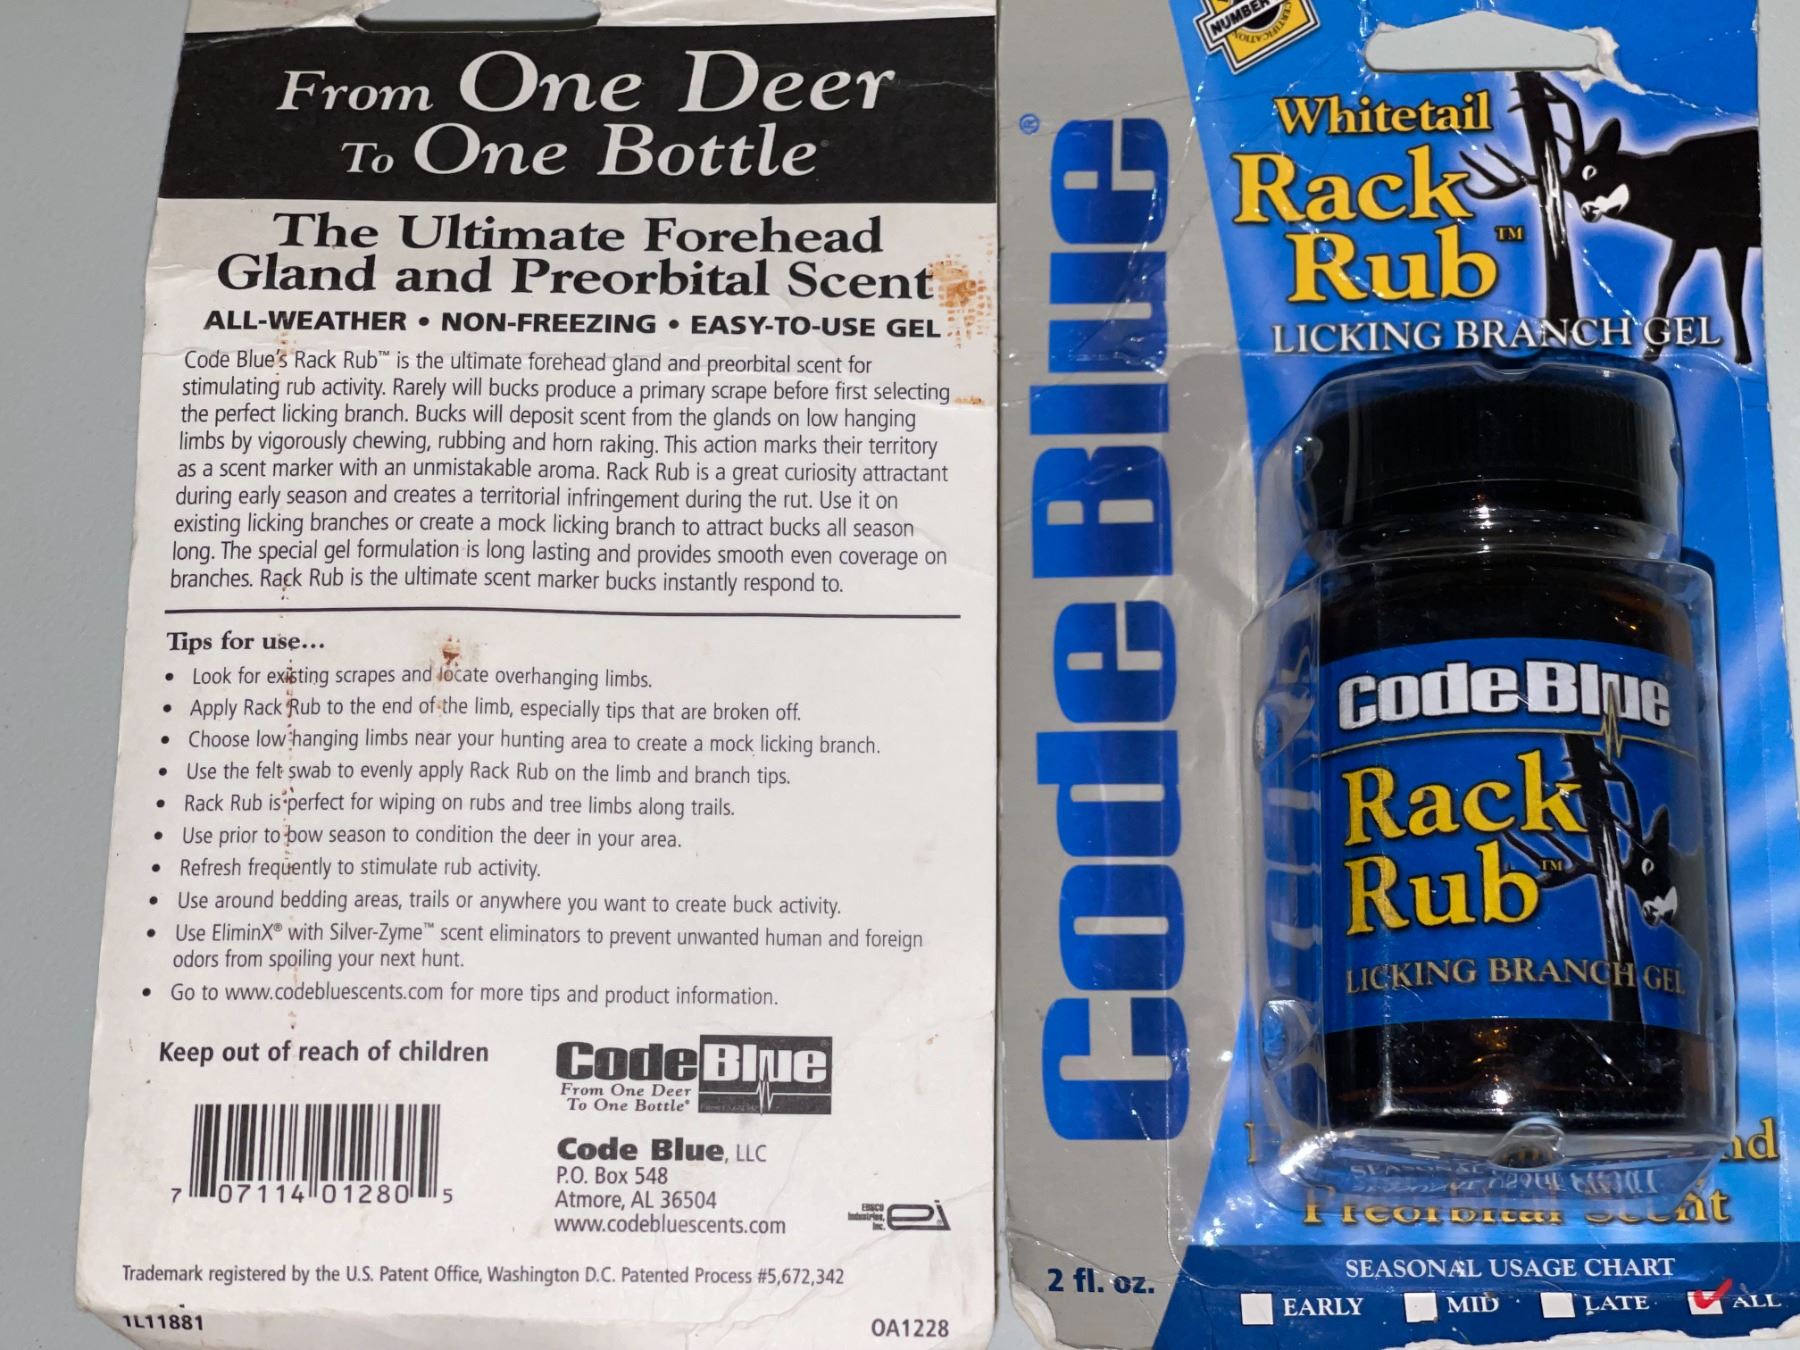 From One Deer
To One Bottle®
The Ultimate Forehead
Gland and Preorbital Scent
ALL-WEATHER • NON-FREEZING • EASY-TO-USE GEL
Code Blue's Rack Rub™ is the ultimate forehead gland and preorbital scent for
stimulating rub activity. Rarely will bucks produce a primary scrape before first selecting
the perfect licking branch. Bucks will deposit scent from the glands on low hanging
limbs by vigorously chewing, rubbing and horn raking. This action marks their territory
as a scent marker with an unmistakable aroma. Rack Rub is a great curiosity attractant
during early season and creates a territorial infringement during the rut. Use it on
existing licking branches or create a mock licking branch to attract bucks all season
long. The special gel formulation is long lasting and provides smooth even coverage on
branches. Rack Rub is the ultimate scent marker bucks instantly respond to.
Tips for use...
• Look for existing scrapes and locate overhanging limbs.
• Apply Rack Rub to the end of the limb, especially tips that are broken off.
• Choose low hanging limbs near your hunting area to create a mock licking branch.
• Use the felt swab to evenly apply Rack Rub on the limb and branch tips.
• Rack Rub is perfect for wiping on rubs and tree limbs along trails.
• Use prior to bow season to condition the deer in your area.
• Refresh frequently to stimulate rub activity.
• Use around bedding areas, trails or anywhere you want to create buck activity.
• Use EliminX® with Silver-Zyme™ scent eliminators to prevent unwanted human and foreign
odors from spoiling your next hunt.
• Go to www.codebluescents.com for more tips and product information.
Keep out of reach of children
7 07114 01280 5
Code Blue
From One Deer
To One Bottle®
Code Blue, LLC
P.O. Box 548
Atmore, AL 36504
www.codebluescents.com
EBSCO
Industries,
Inc.
ei
Trademark registered by the U.S. Patent Office, Washington D.C. Patented Process #5,672,342
1L11881
OA1228
NUMBER
CERTIFICATION
Code Blue®
Whitetail
Rack
Rub™
LICKING BRANCH GEL
Code Blue
Rack
Rub™
LICKING BRANCH GEL
Preorbital Scent
2 fl. oz.
SEASONAL USAGE CHART
EARLY MID LATE ALL